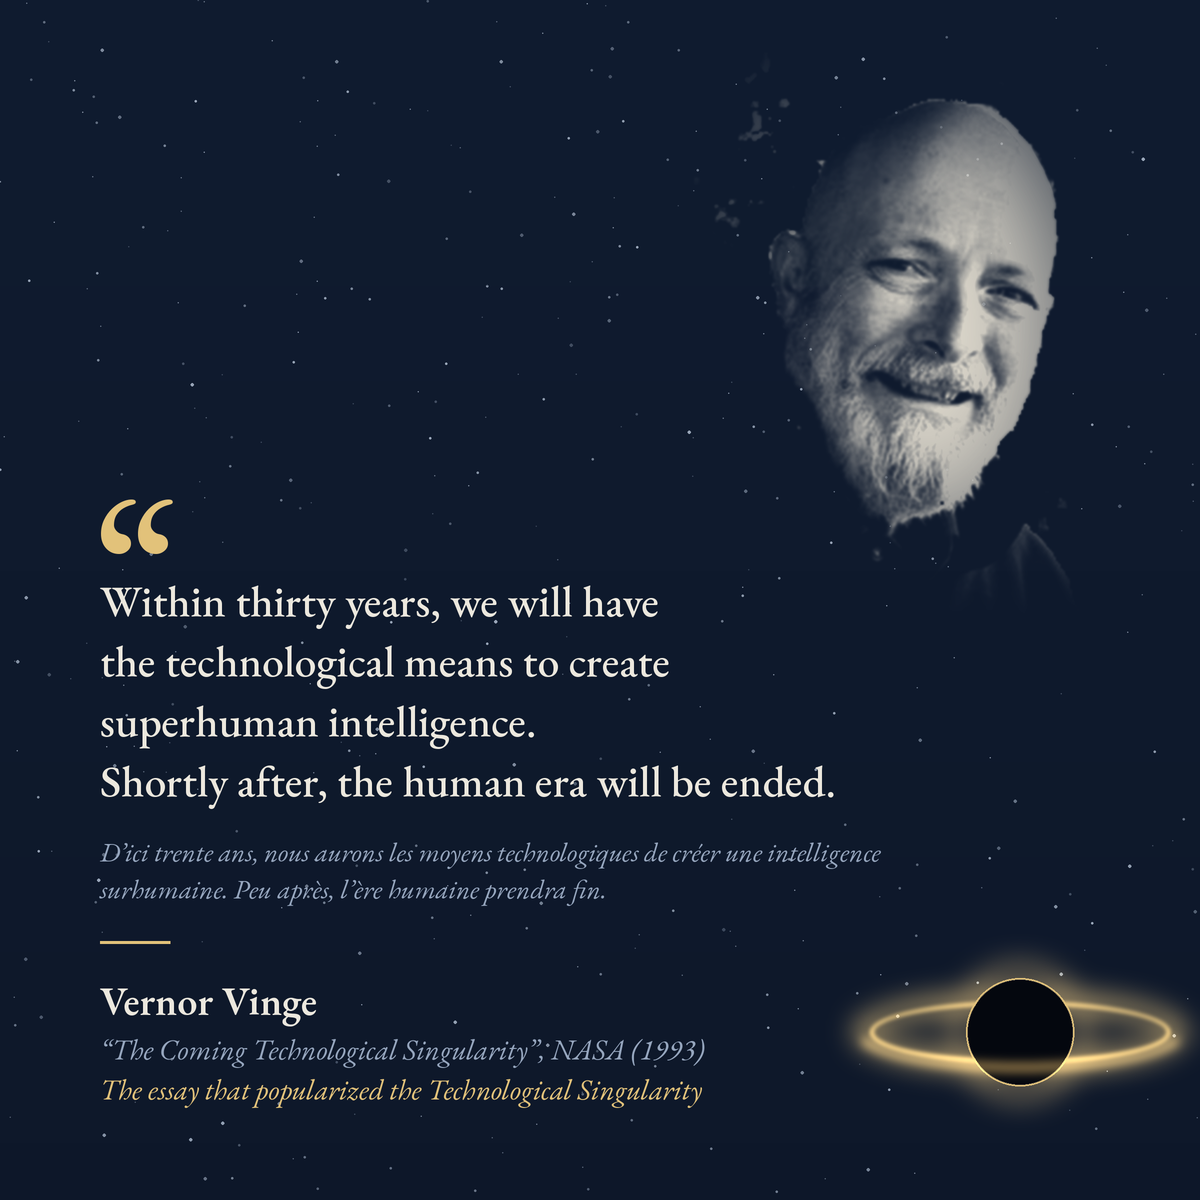 “
Within thirty years, we will have
the technological means to create
superhuman intelligence.
Shortly after, the human era will be ended.
D’ici trente ans, nous aurons les moyens technologiques de créer une intelligence
surhumaine. Peu après, l’ère humaine prendra fin.
Vernor Vinge
“The Coming Technological Singularity”, NASA (1993)
The essay that popularized the Technological Singularity